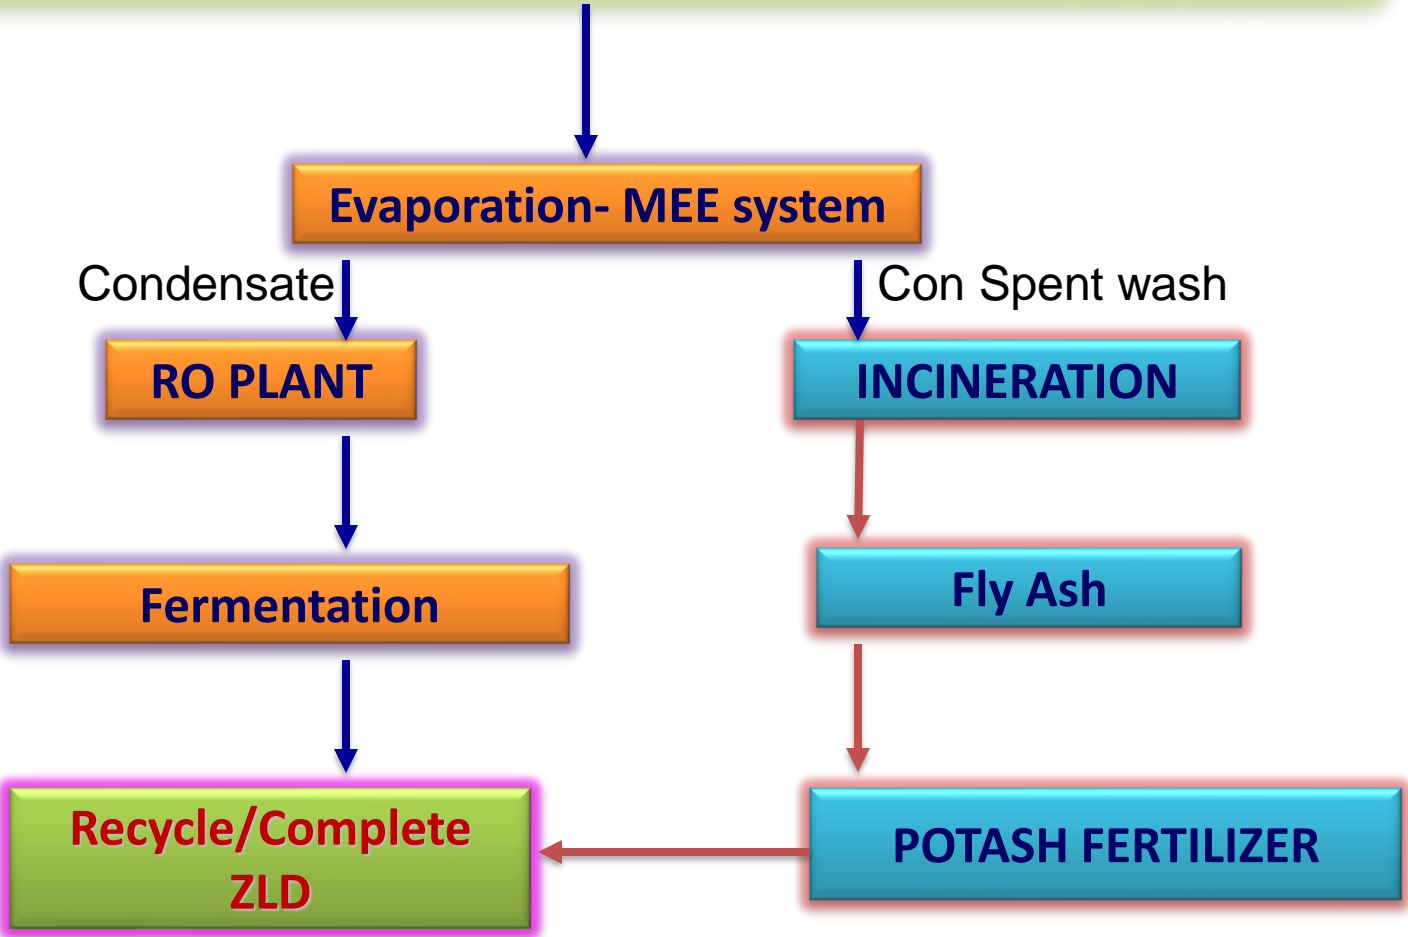 Evaporation- MEE system
Condensate
Con Spent wash
RO PLANT
INCINERATION
Fermentation
Fly Ash
Recycle/Complete
ZLD
POTASH FERTILIZER